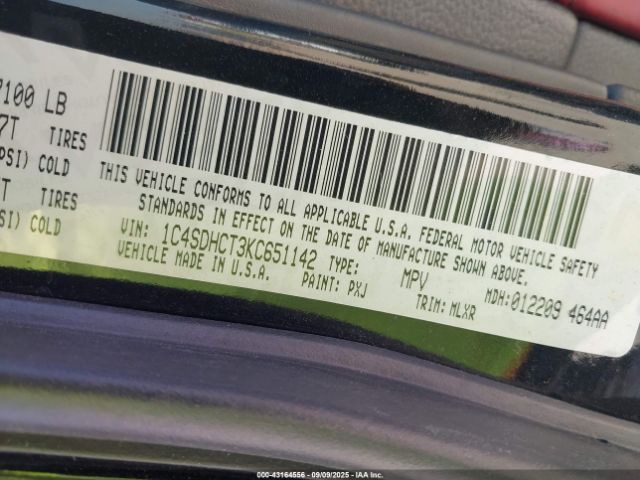 7100 LB
7T TIRES
PSI) COLD
T TIRES
PSI) COLD
THIS VEHICLE CONFORMS TO ALL APPLICABLE U.S.A. FEDERAL MOTOR VEHICLE SAFETY
STANDARDS IN EFFECT ON THE DATE OF MANUFACTURE SHOWN ABOVE.
VIN: 1C4SDHCT3KC651142 TYPE: MPV MDH:012209 464AA
VEHICLE MADE IN U.S.A. PAINT: PXJ TRIM: MLXR
COPY 43164556 - 09/09/2025 - © IAA Inc.